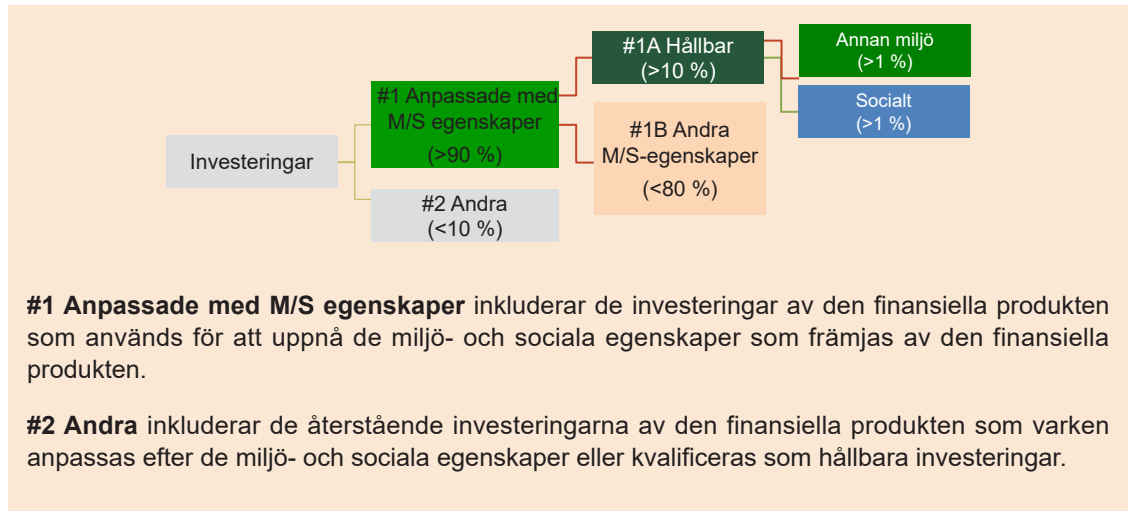 Investeringar
#1 Anpassade med
M/S egenskaper
(>90 %)
#2 Andra
(<10 %)
#1A Hållbar
(>10 %)
#1B Andra
M/S-egenskaper
(<80 %)
Annan miljö
(>1 %)
Socialt
(>1 %)
#1 Anpassade med M/S egenskaper inkluderar de investeringar av den finansiella produkten
som används för att uppnå de miljö- och sociala egenskaper som främjas av den finansiella
produkten.
#2 Andra inkluderar de återstående investeringarna av den finansiella produkten som varken
anpassas efter de miljö- och sociala egenskaper eller kvalificeras som hållbara investeringar.